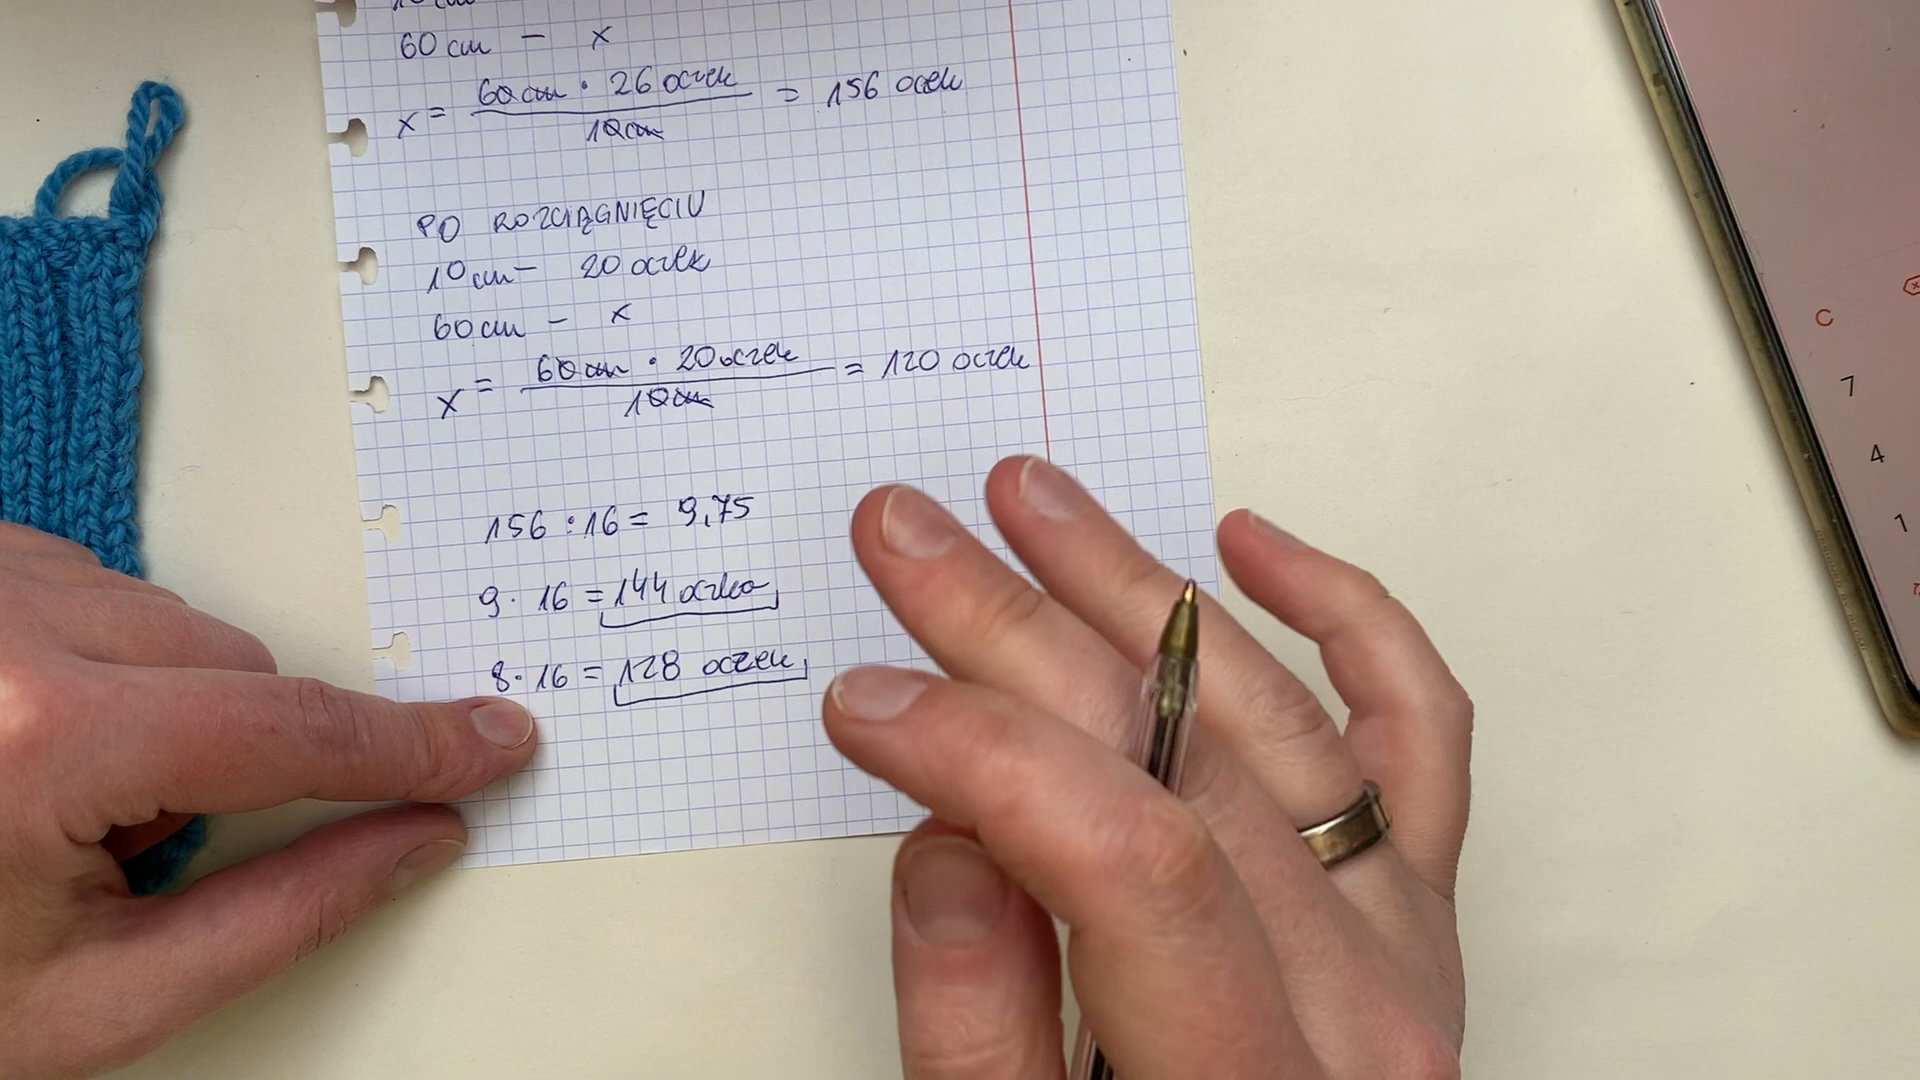 60 cm - x
x = 60 cm · 26 oczek / 10 cm = 156 oczek
PO ROZCIĄGNIĘCIU
10 cm - 20 oczek
60 cm - x
x = 60 cm · 20 oczek / 10 cm = 120 oczek
156 : 16 = 9,75
9 · 16 = 144 oczka
8 · 16 = 128 oczek
C
7
4
1